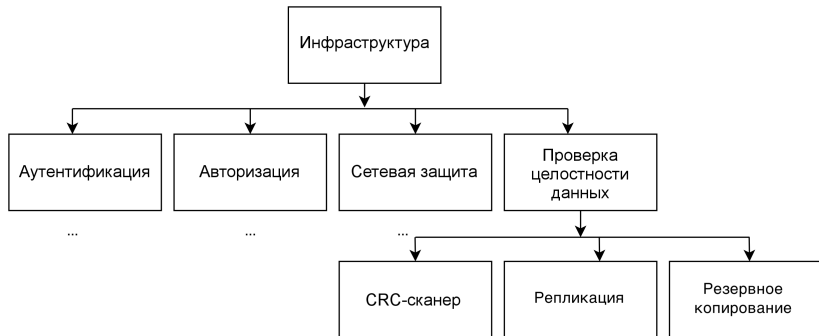 Инфраструктура
Аутентификация
Авторизация
Сетевая защита
Проверка
целостности
данных
...
...
...
CRC-сканер
Репликация
Резервное
копирование